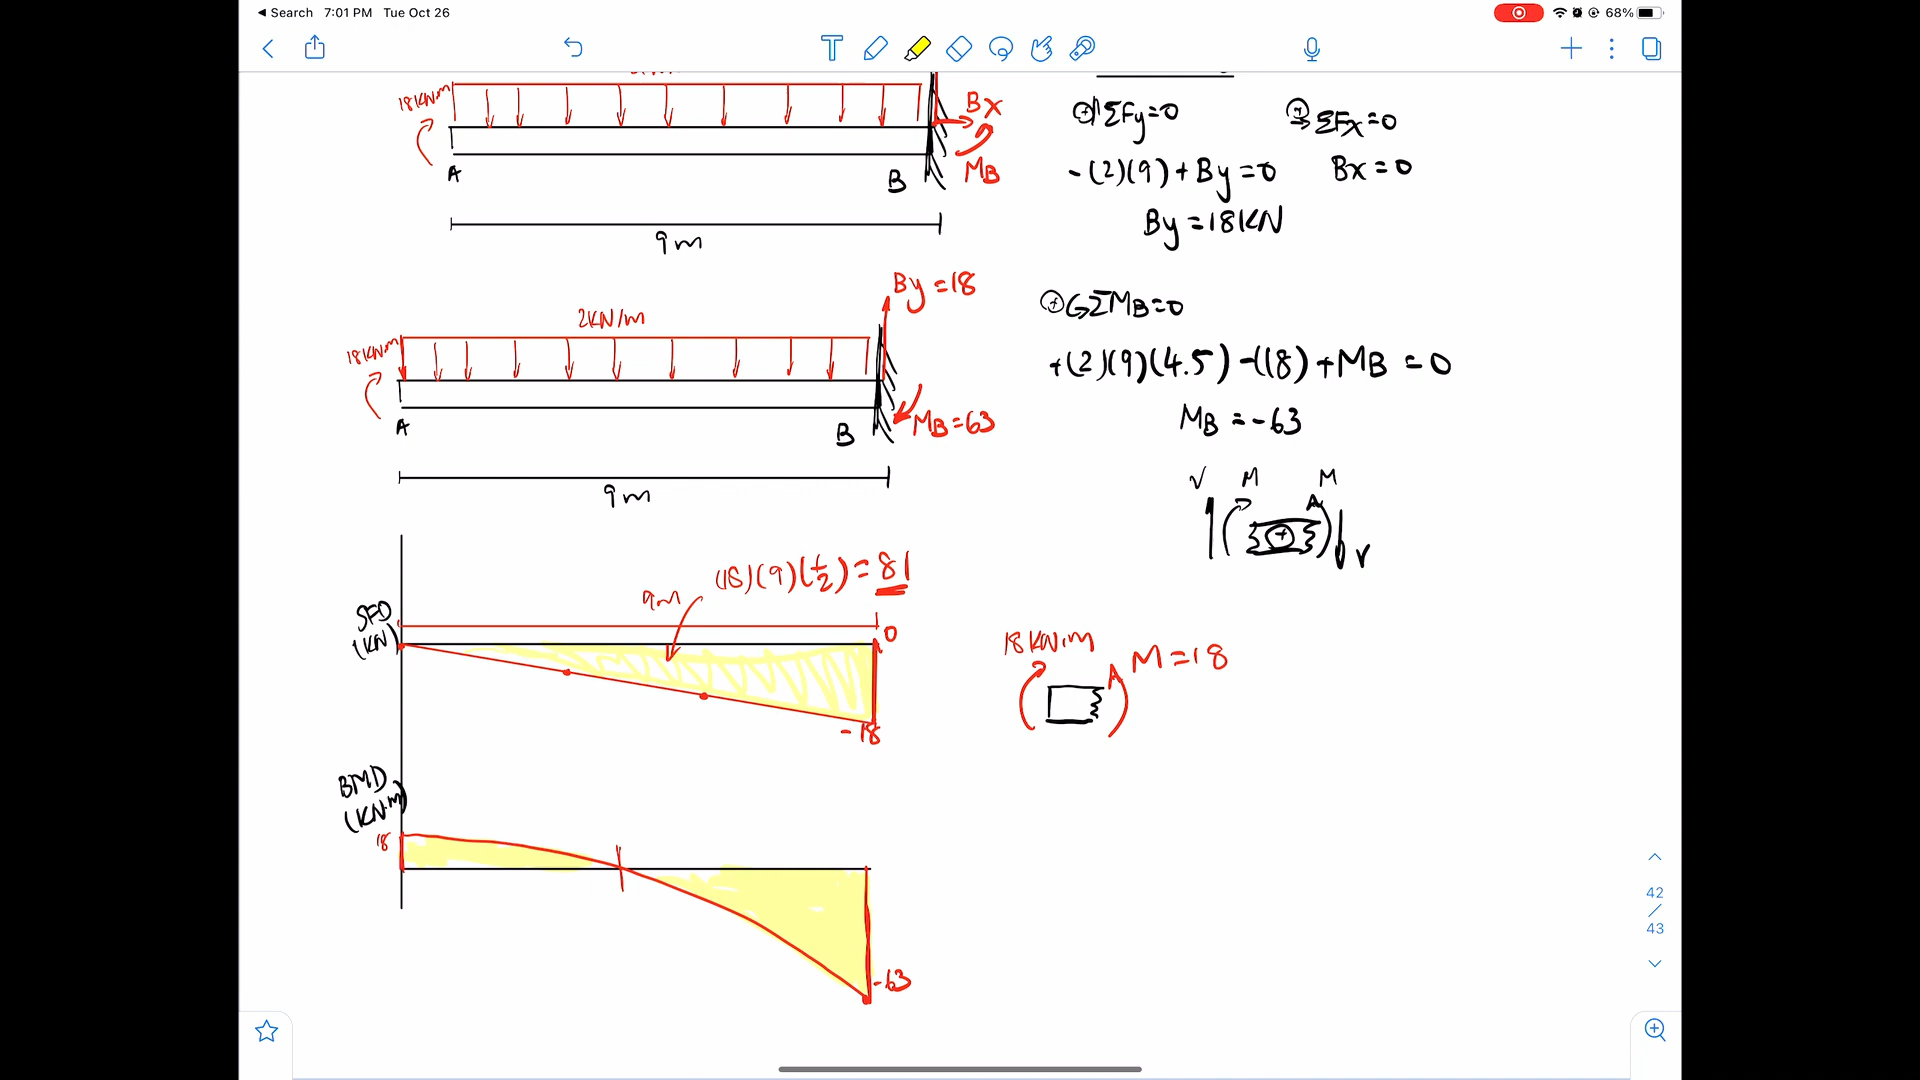 Search 7:01 PM Tue Oct 26
68%
18KN.m
Bx
MB
A
B
9m
+↑ΣFy=0
-(2)(9)+By=0
By=18KN
ΣFx=0
Bx=0
By=18
2KN/m
18KN.m
MB=63
A
B
9m
+ΣMB=0
+(2)(9)(4.5)-(18)+MB=0
MB=-63
V M M
+
V
SFD
(KN)
9m
(18)(9)(1/2)=81
0
-18
18KN.m
M=18
BMD
(KN.m)
18
-63
42
/
43